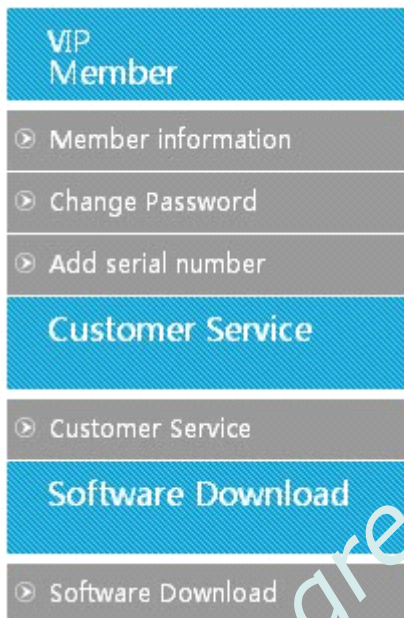 VIP
Member
Member information
Change Password
Add serial number
Customer Service
Customer Service
Software Download
Software Download